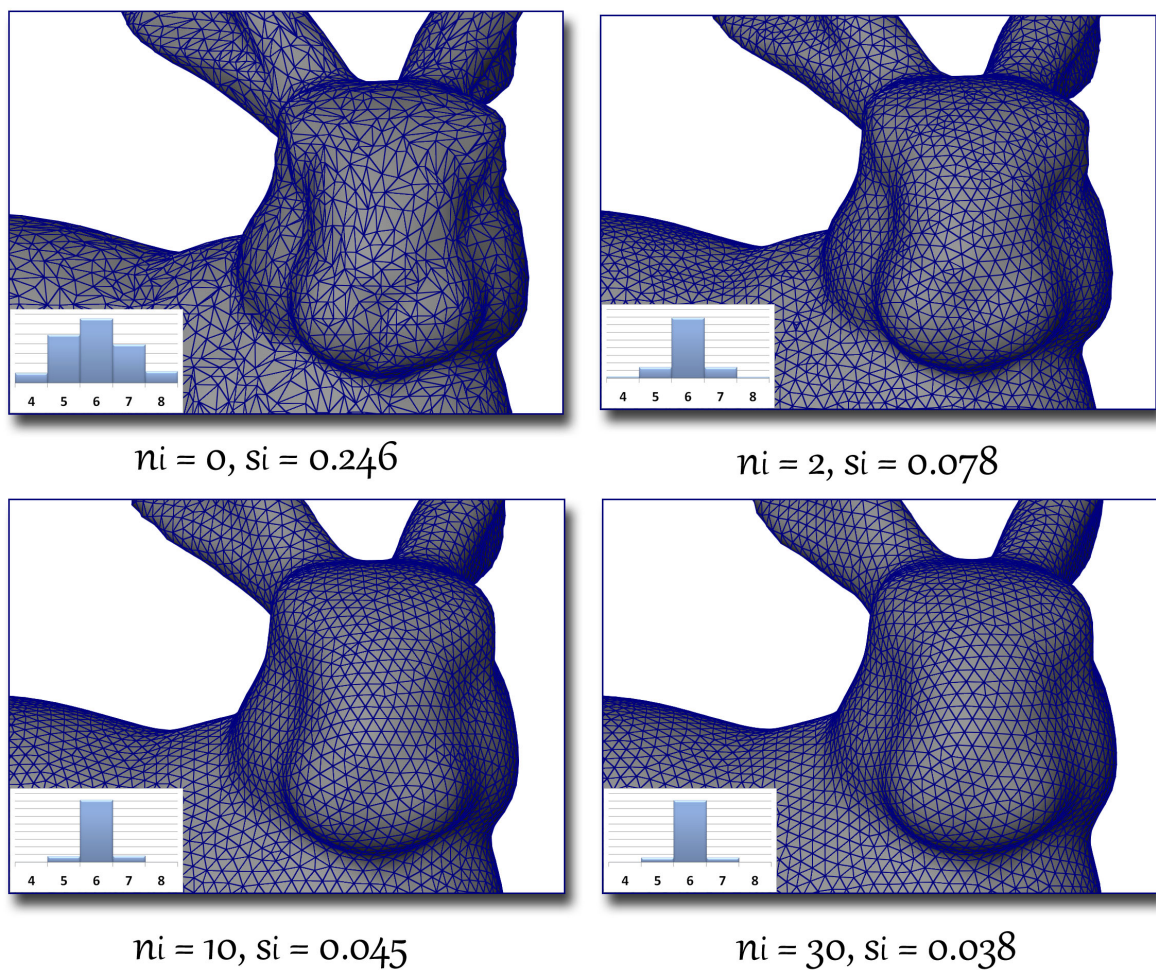 4 5 6 7 8
4 5 6 7 8
ni = 0, si = 0.246
ni = 2, si = 0.078
4 5 6 7 8
4 5 6 7 8
ni = 10, si = 0.045
ni = 30, si = 0.038